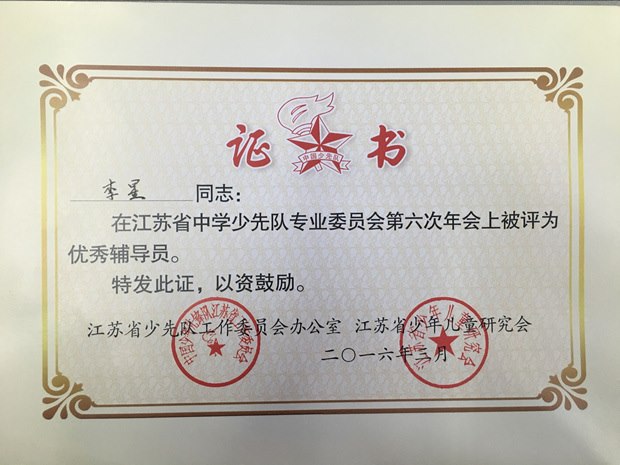 证书
中国少先队
李星 同志：
在江苏省中学少先队专业委员会第六次年会上被评为
优秀辅导员。
特发此证，以资鼓励。
江苏省少先队工作委员会办公室 江苏省少年儿童研究会
二〇一六年三月